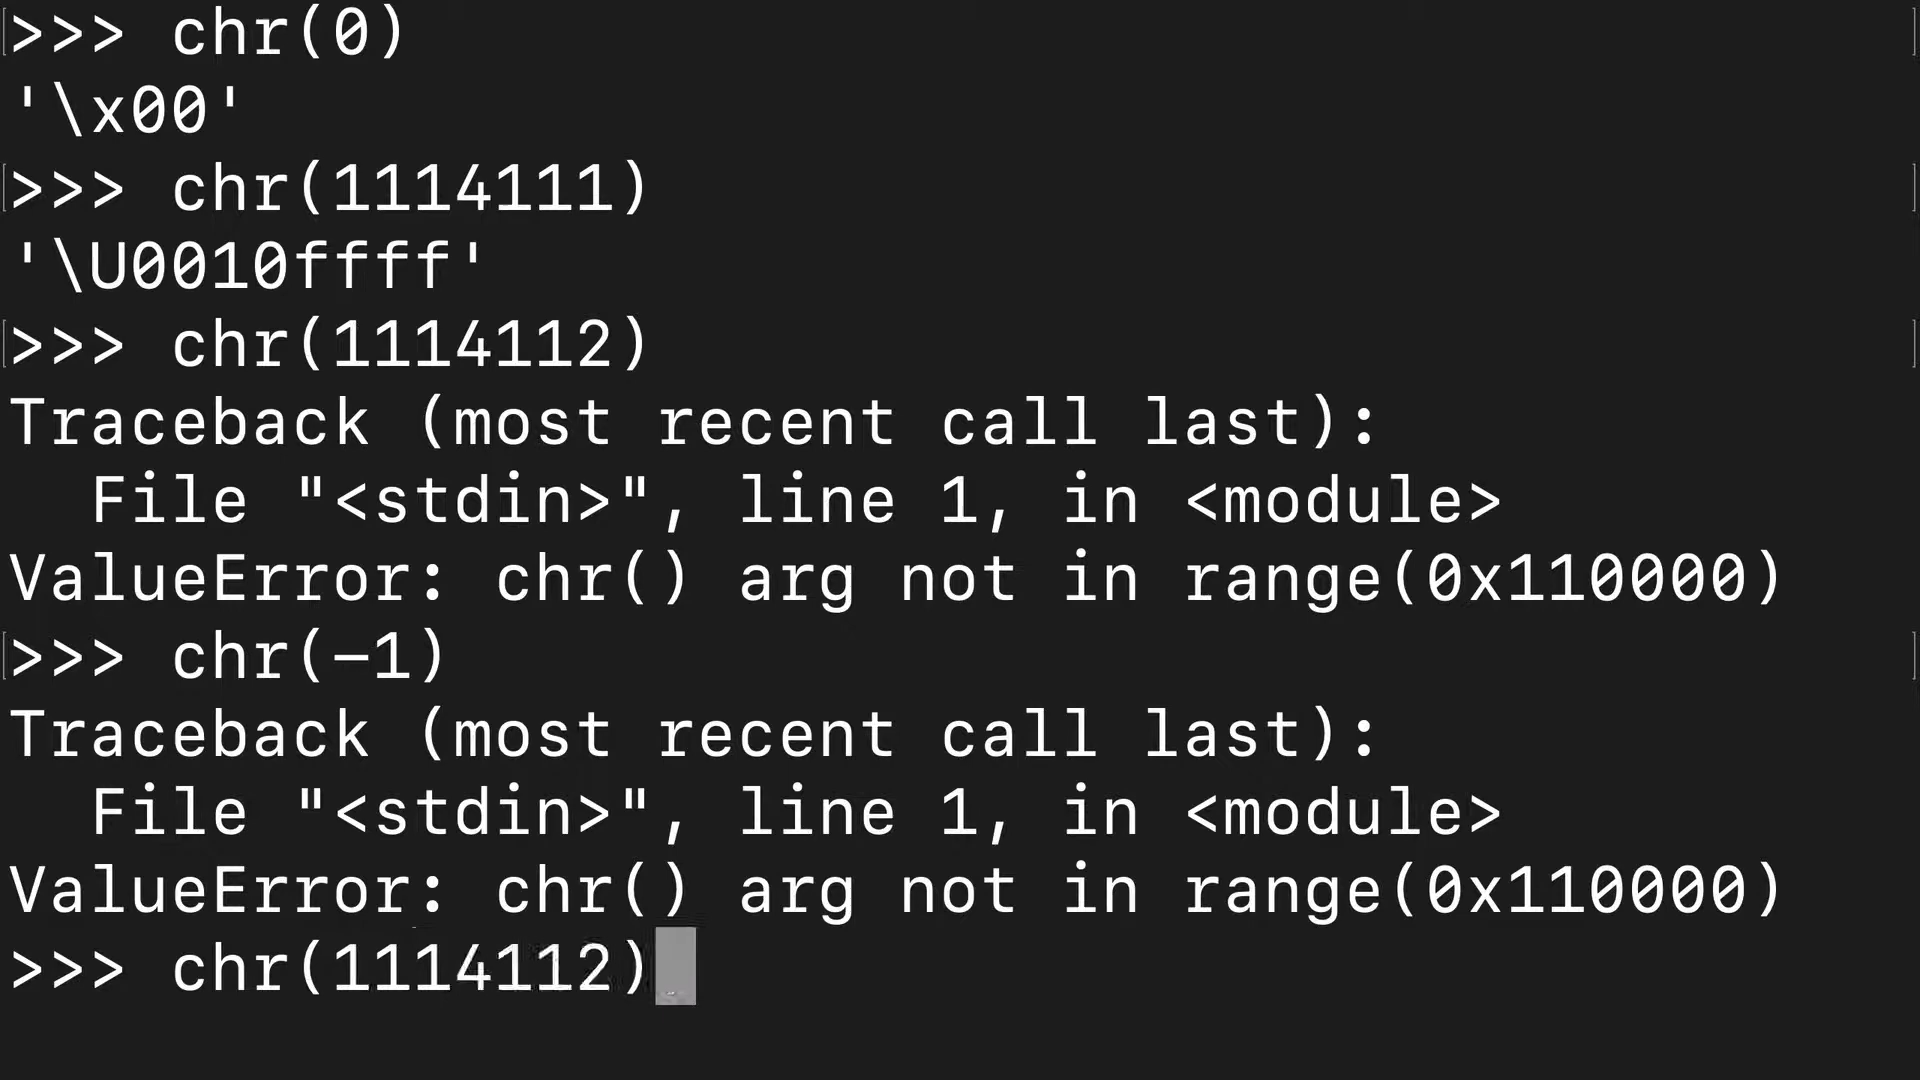 >>> chr(0)
'\x00'
>>> chr(1114111)
'\U0010ffff'
>>> chr(1114112)
Traceback (most recent call last):
  File "<stdin>", line 1, in <module>
ValueError: chr() arg not in range(0x110000)
>>> chr(-1)
Traceback (most recent call last):
  File "<stdin>", line 1, in <module>
ValueError: chr() arg not in range(0x110000)
>>> chr(1114112)